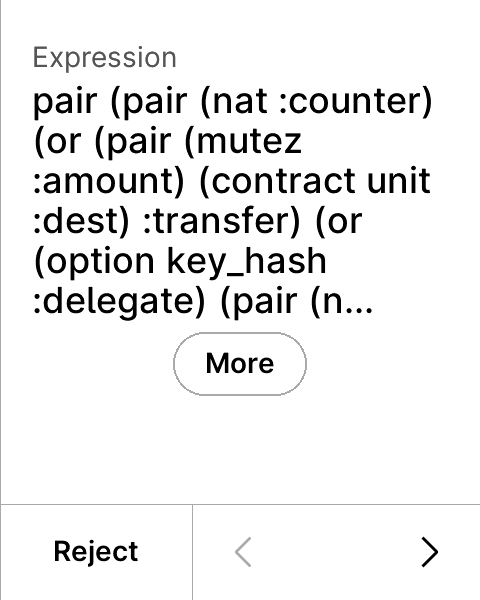 Expression
pair (pair (nat :counter)
(or (pair (mutez
:amount) (contract unit
:dest) :transfer) (or
(option key_hash
:delegate) (pair (n...
More
Reject